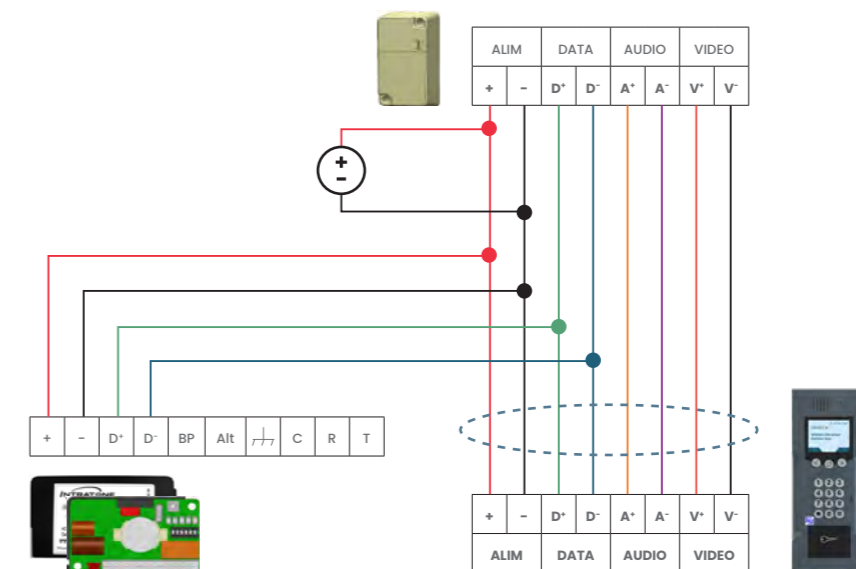 ALIM DATA AUDIO VIDEO
+ - D⁺ D⁻ A⁺ A⁻ V⁺ V⁻
+
-
+ - D⁺ D⁻ BP Alt C R T
INTRATONE
+ - D⁺ D⁻ A⁺ A⁻ V⁺ V⁻
ALIM DATA AUDIO VIDEO